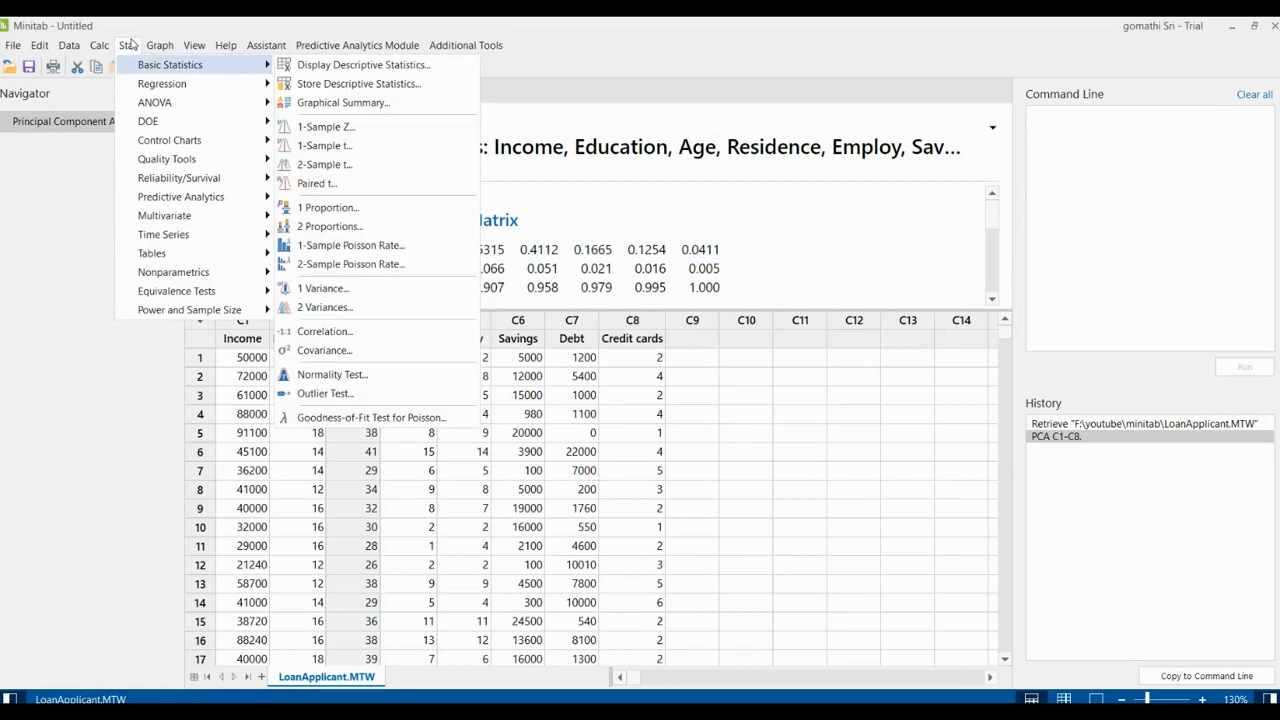 Minitab - Untitled
gomathi Sri - Trial
File Edit Data Calc Graph View Help Assistant Predictive Analytics Module Additional Tools
Navigator
Principal Component A
Basic Statistics
Regression
ANOVA
DOE
Control Charts
Quality Tools
Reliability/Survival
Predictive Analytics
Multivariate
Time Series
Tables
Nonparametrics
Equivalence Tests
Power and Sample Size
Display Descriptive Statistics...
Store Descriptive Statistics...
Graphical Summary...
1-Sample Z...
1-Sample t...
2-Sample t...
Paired t...
1 Proportion...
2 Proportions...
1-Sample Poisson Rate...
2-Sample Poisson Rate...
1 Variance...
2 Variances...
-1:1 Correlation...
σ² Covariance...
Normality Test...
Outlier Test...
λ Goodness-of-Fit Test for Poisson...
s: Income, Education, Age, Residence, Employ, Sav...
latrix
5315 0.4112 0.1665 0.1254 0.0411
.066 0.051 0.021 0.016 0.005
.907 0.958 0.979 0.995 1.000
C6 C7 C8 C9 C10 C11 C12 C13 C14
Income Savings Debt Credit cards
1 50000 2 5000 1200 2
2 72000 8 12000 5400 4
3 61000 5 15000 1000 2
4 88000 4 980 1100 4
5 91100 18 38 8 9 20000 0 1
6 45100 14 41 15 14 3900 22000 4
7 36200 14 29 6 5 100 7000 5
8 41000 12 34 9 8 5000 200 3
9 40000 16 32 8 7 19000 1760 2
10 32000 16 30 2 2 16000 550 1
11 29000 16 28 1 4 2100 4600 2
12 21240 12 26 2 2 100 10010 3
13 58700 12 38 9 9 4500 7800 5
14 41000 14 29 5 4 300 10000 6
15 38720 16 36 11 11 24500 540 2
16 88240 16 38 13 12 13600 8100 2
17 40000 18 39 7 6 16000 1300 2
LoanApplicant.MTW
Command Line
Clear all
Run
History
Retrieve "F:\youtube\minitab\LoanApplicant.MTW"
PCA C1-C8.
Copy to Command Line
LoanApplicant.MTW
130%